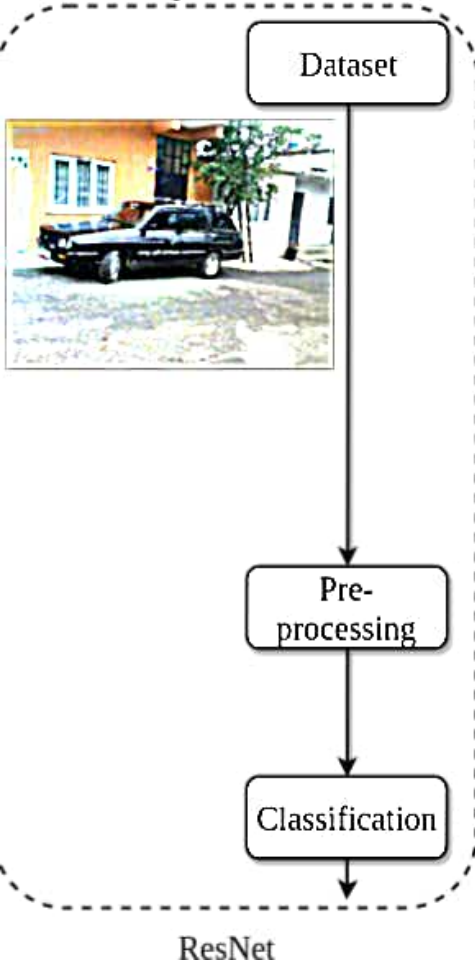 Dataset
Pre-
processing
Classification
ResNet